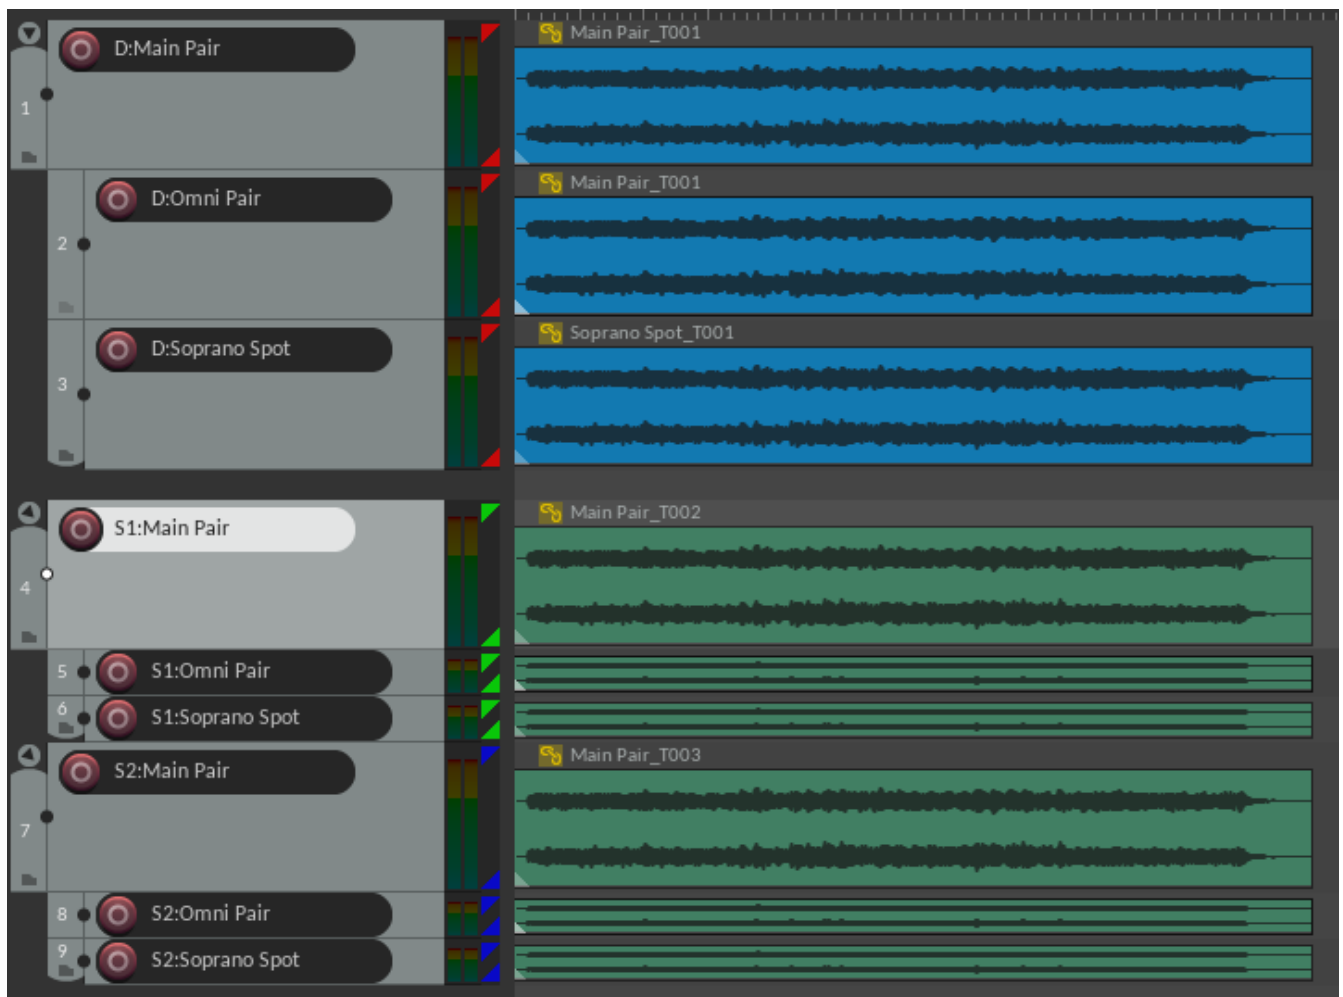 D:Main Pair
Main Pair_T001
1
D:Omni Pair
Main Pair_T001
2
D:Soprano Spot
Soprano Spot_T001
3
S1:Main Pair
Main Pair_T002
4
5 S1:Omni Pair
6 S1:Soprano Spot
S2:Main Pair
Main Pair_T003
7
8 S2:Omni Pair
9 S2:Soprano Spot